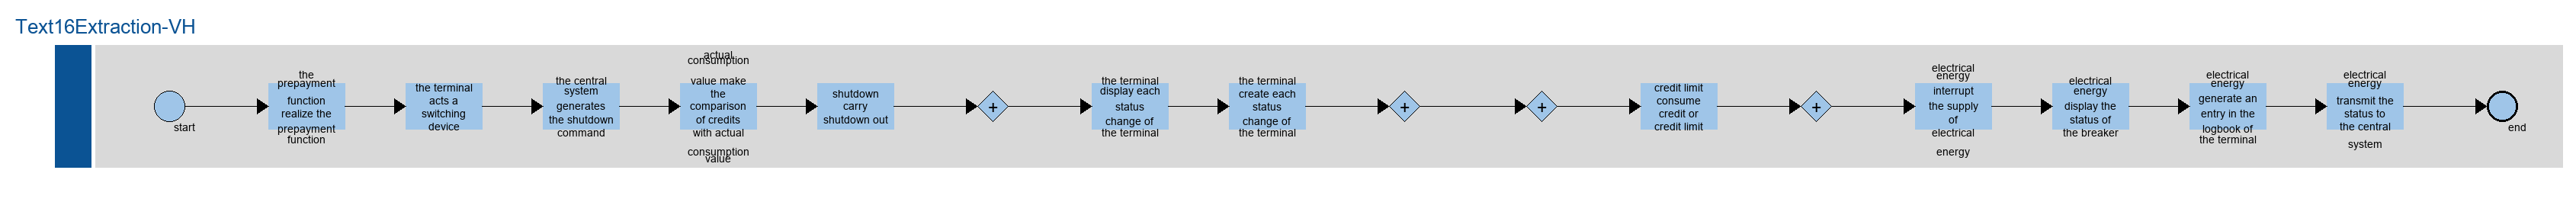 Text16Extraction-VH
start
the
prepayment
function
realize the
prepayment
function
the terminal
acts a
switching
device
the central
system
generates
the shutdown
command
actual
consumption
value make
the
comparison
of credits
with actual
consumption
value
shutdown
carry
shutdown out
+
the terminal
display each
status
change of
the terminal
the terminal
create each
status
change of
the terminal
+
+
credit limit
consume
credit or
credit limit
+
electrical
energy
interrupt
the supply
of
electrical
energy
electrical
energy
display the
status of
the breaker
electrical
energy
generate an
entry in the
logbook of
the terminal
electrical
energy
transmit the
status to
the central
system
end